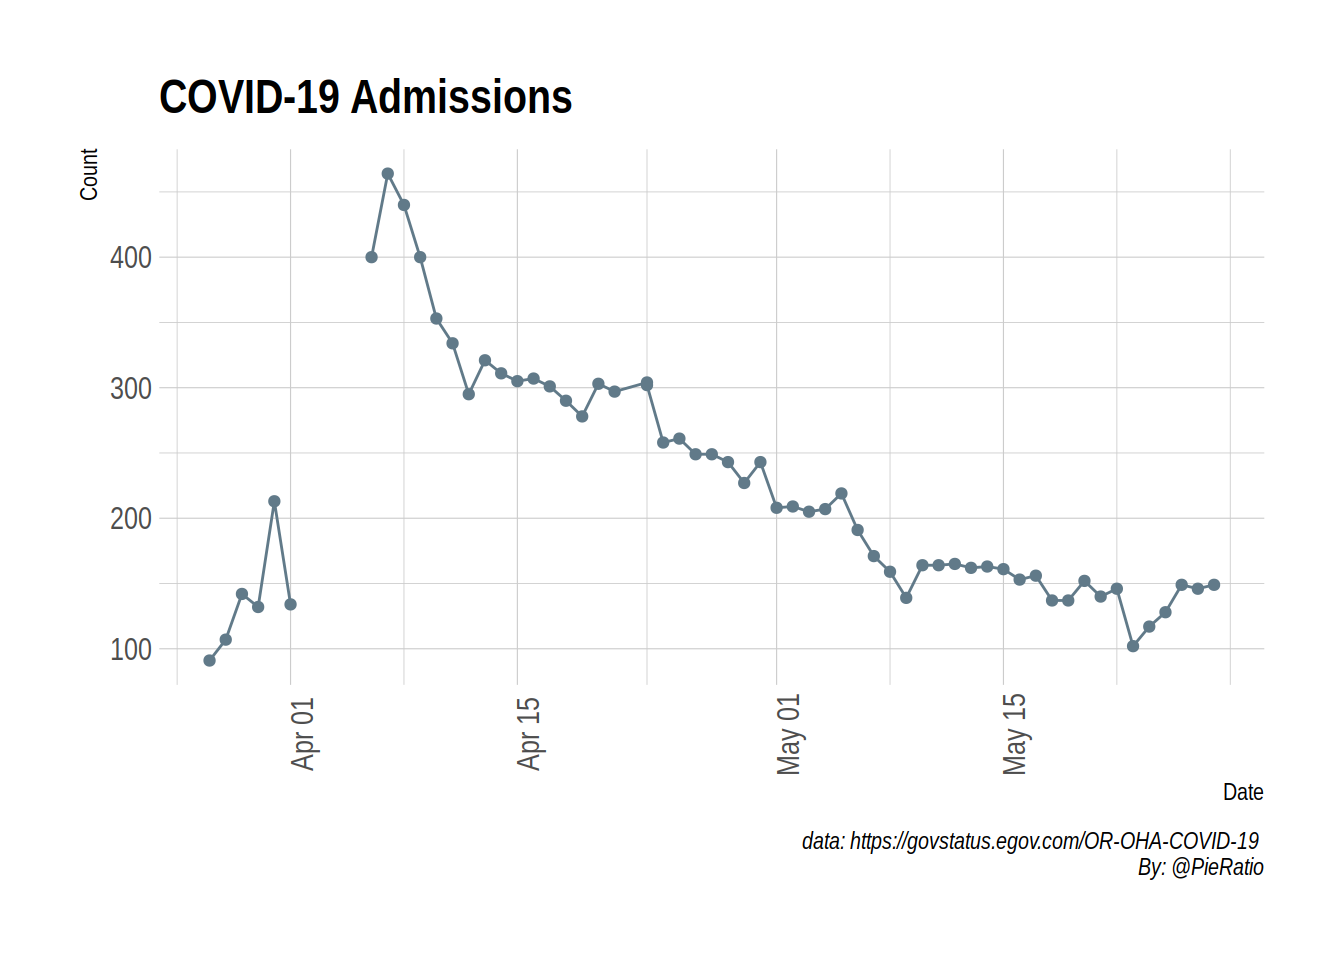 COVID-19 Admissions
Count
400
300
200
100
Apr 01
Apr 15
May 01
May 15
Date
data: https://govstatus.egov.com/OR-OHA-COVID-19
By: @PieRatio